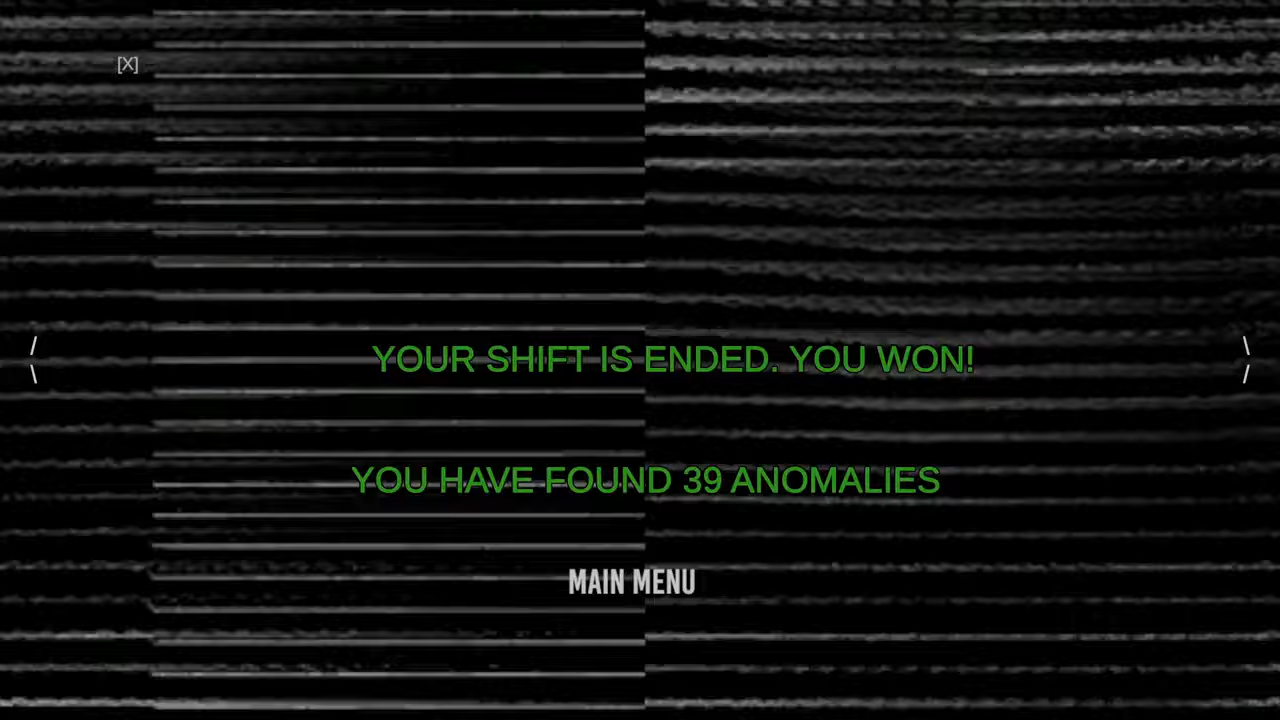 [X]
/ \
\ /
YOUR SHIFT IS ENDED. YOU WON!
YOU HAVE FOUND 39 ANOMALIES
MAIN MENU